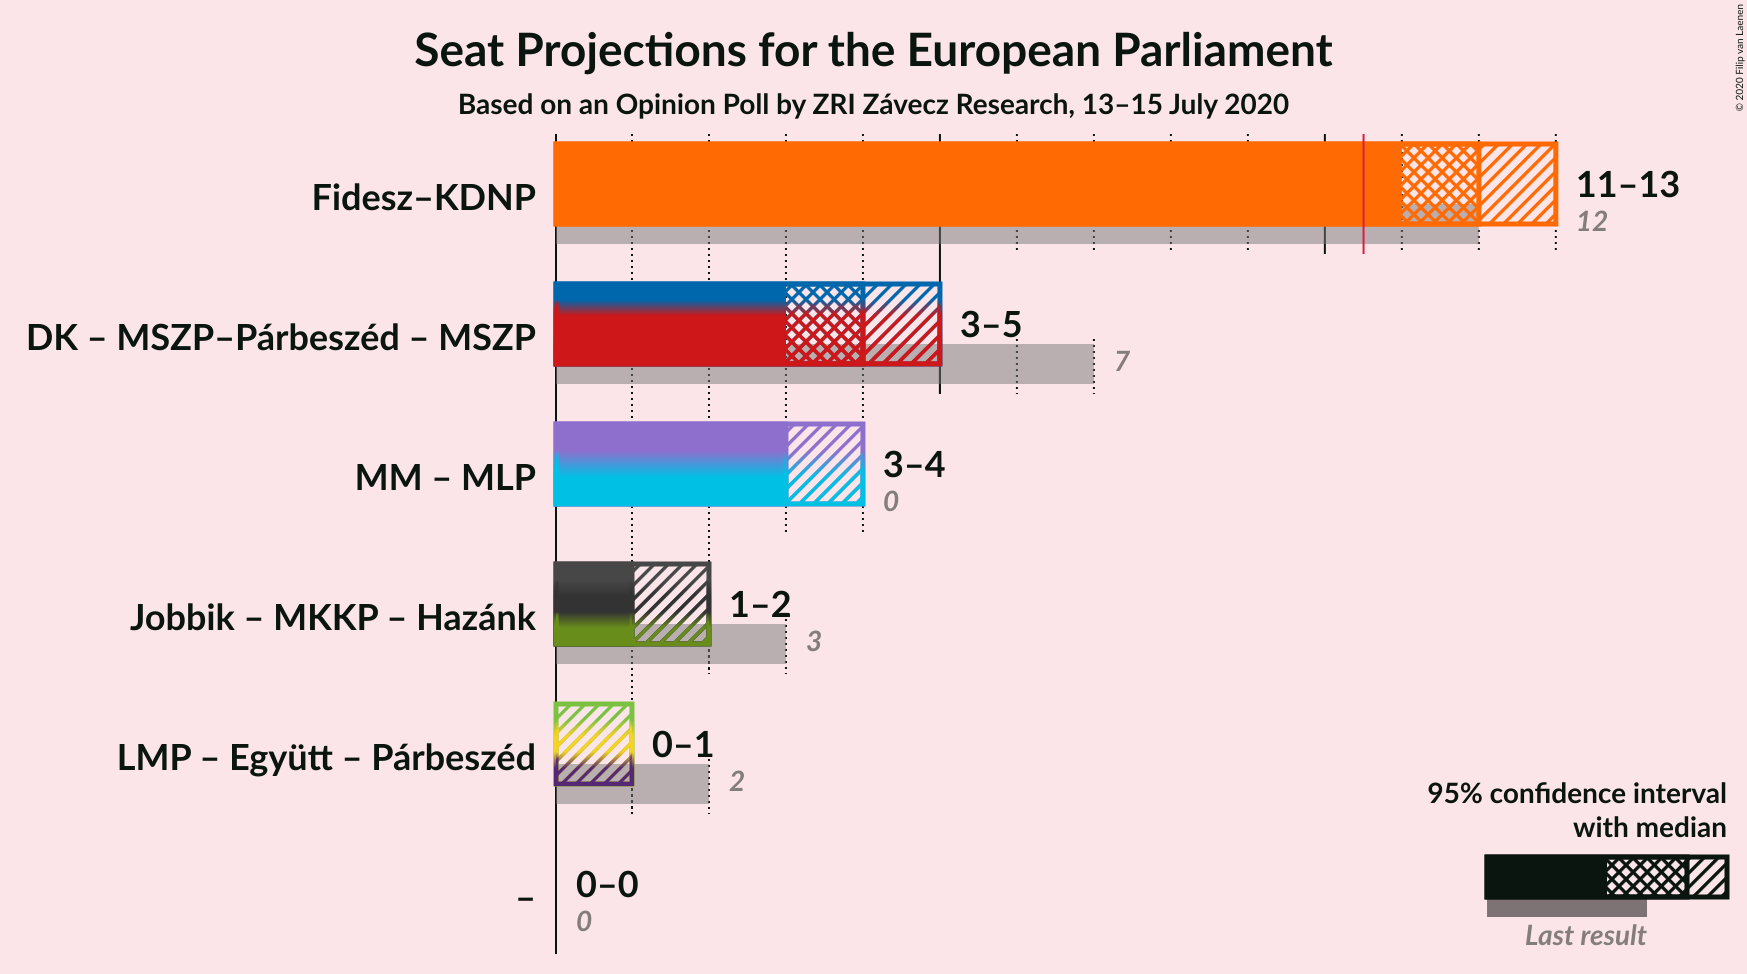 Seat Projections for the European Parliament
Based on an Opinion Poll by ZRI Závecz Research, 13–15 July 2020
© 2020 Filip van Laenen
Fidesz–KDNP
11–13
12
DK – MSZP–Párbeszéd – MSZP
3–5
7
MM – MLP
3–4
0
Jobbik – MKKP – Hazánk
1–2
3
LMP – Együtt – Párbeszéd
0–1
2
–
0–0
0
95% confidence interval
with median
Last result